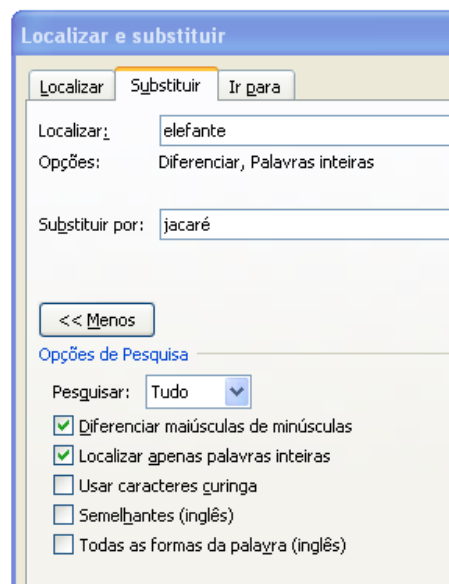 Localizar e substituir
Localizar Substituir Ir para
Localizar: elefante
Opções: Diferenciar, Palavras inteiras
Substituir por: jacaré
<< Menos
Opções de Pesquisa
Pesquisar: Tudo
Diferenciar maiúsculas de minúsculas
Localizar apenas palavras inteiras
Usar caracteres curinga
Semelhantes (inglês)
Todas as formas da palavra (inglês)